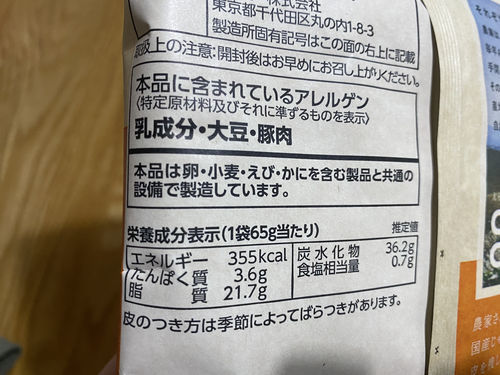 株式会社
東京都千代田区丸の内1-8-3
製造所固有記号はこの面の右上に記載
取扱上の注意:開封後はお早めにお召し上がりください。
本品に含まれているアレルゲン
〈特定原材料及びそれに準ずるものを表示〉
乳成分・大豆・豚肉
本品は卵・小麦・えび・かにを含む製品と共通の
設備で製造しています。
栄養成分表示(1袋65g当たり) 推定値
エネルギー 355kcal
たんぱく質 3.6g
脂質 21.7g
炭水化物 36.2g
食塩相当量 0.7g
皮のつき方は季節によってばらつきがあります。
農家さ
国産じ